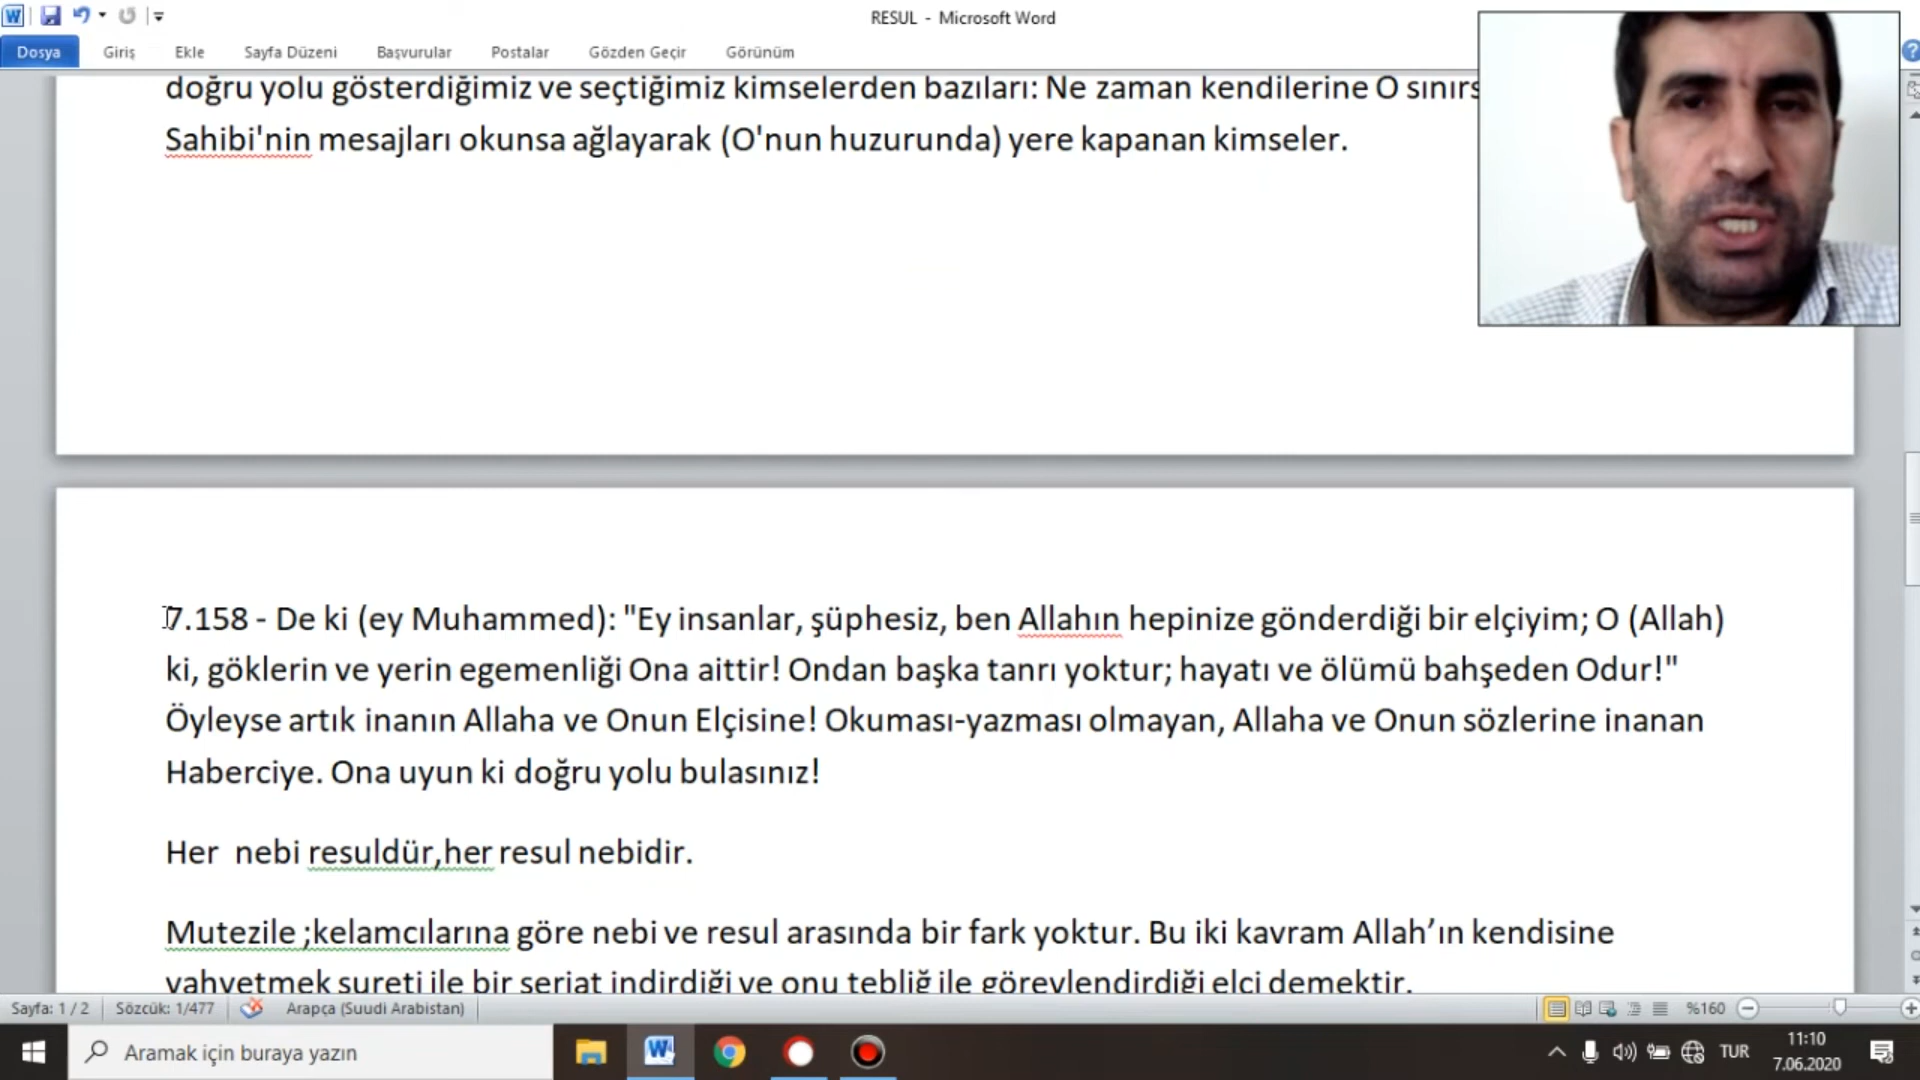 RESUL - Microsoft Word
Dosya Giriş Ekle Sayfa Düzeni Başvurular Postalar Gözden Geçir Görünüm
doğru yolu gösterdiğimiz ve seçtiğimiz kimselerden bazıları: Ne zaman kendilerine O
Sahibi'nin mesajları okunsa ağlayarak (O'nun huzurunda) yere kapanan kimseler.
7.158 - De ki (ey Muhammed): "Ey insanlar, şüphesiz, ben Allahın hepinize gönderdiği bir elçiyim; O (Allah)
ki, göklerin ve yerin egemenliği Ona aittir! Ondan başka tanrı yoktur; hayatı ve ölümü bahşeden Odur!"
Öyleyse artık inanın Allaha ve Onun Elçisine! Okuması-yazması olmayan, Allaha ve Onun sözlerine inanan
Haberciye. Ona uyun ki doğru yolu bulasınız!
Her nebi resuldür,her resul nebidir.
Mutezile ;kelamcılarına göre nebi ve resul arasında bir fark yoktur. Bu iki kavram Allah’ın kendisine
vahyetmek sureti ile bir şeriat indirdiği ve onu tebliğ ile görevlendirdiği elçi demektir.
Sayfa: 1 / 2 Sözcük: 1/477 Arapça (Suudi Arabistan) %160
Aramak için buraya yazın TUR 11:10
7.06.2020